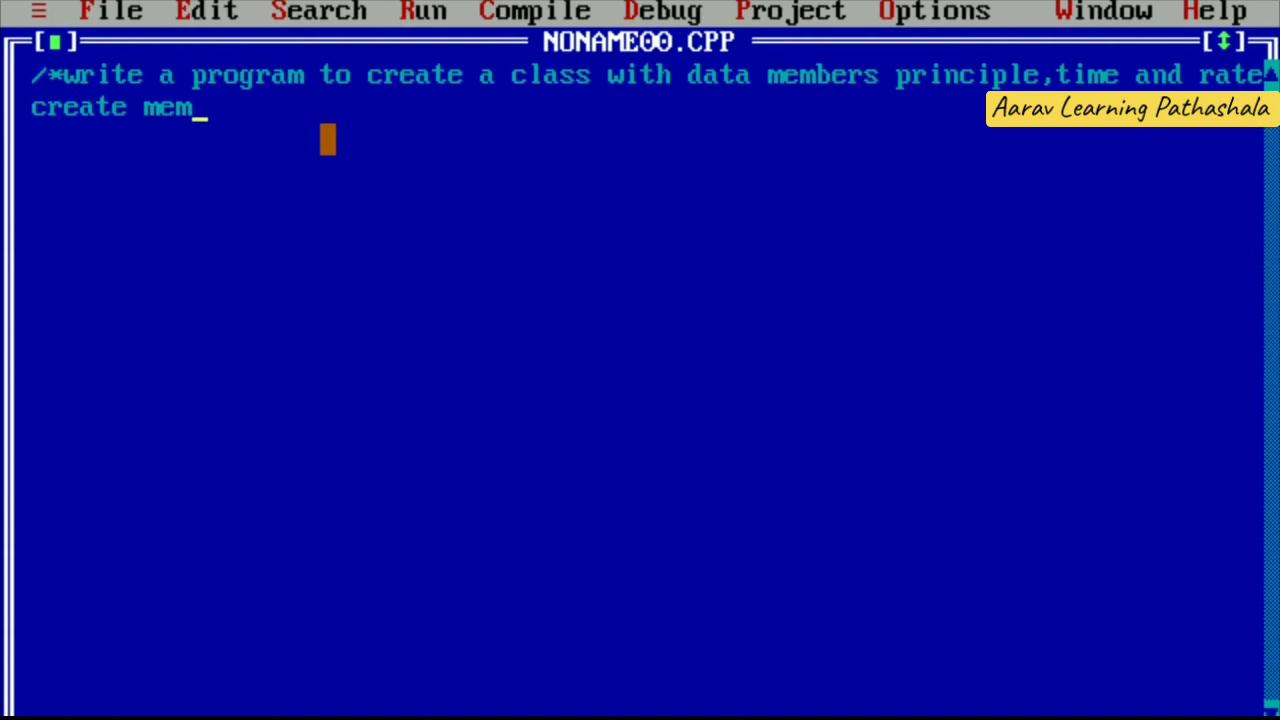 ≡ File Edit Search Run Compile Debug Project Options Window Help
[■] NONAME00.CPP [↕]
/*write a program to create a class with data members principle,time and rate
create mem_
Aarav Learning Pathashala